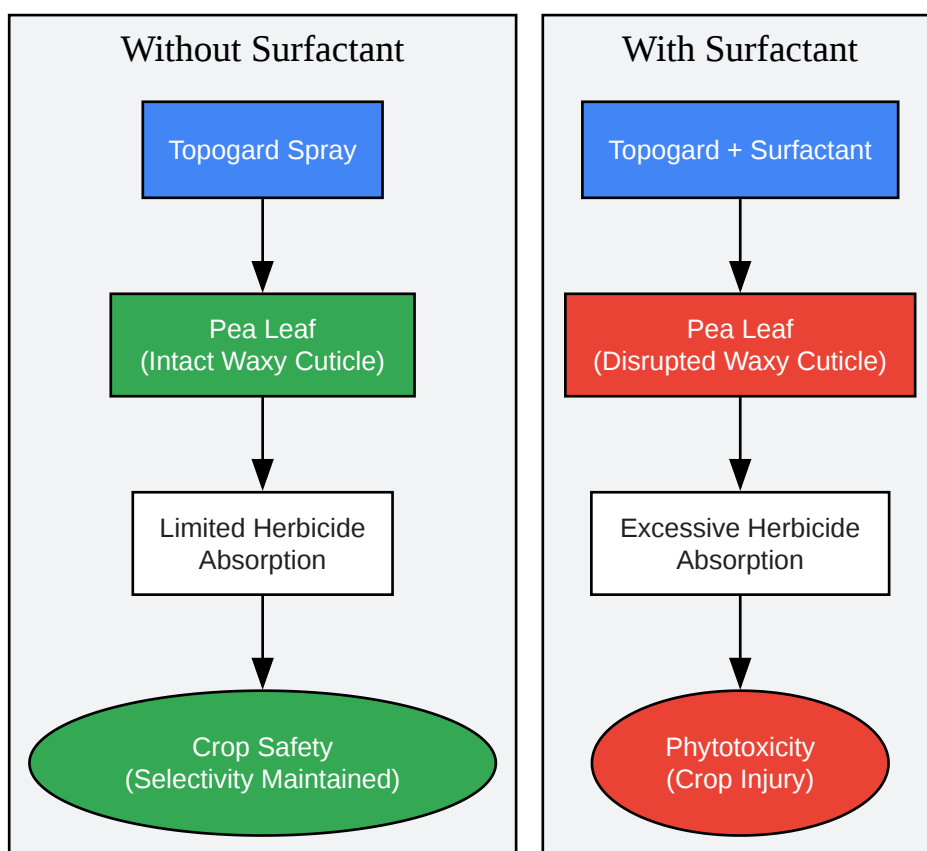 Without Surfactant
Topogard Spray
Pea Leaf
(Intact Waxy Cuticle)
Limited Herbicide
Absorption
Crop Safety
(Selectivity Maintained)
With Surfactant
Topogard + Surfactant
Pea Leaf
(Disrupted Waxy Cuticle)
Excessive Herbicide
Absorption
Phytotoxicity
(Crop Injury)